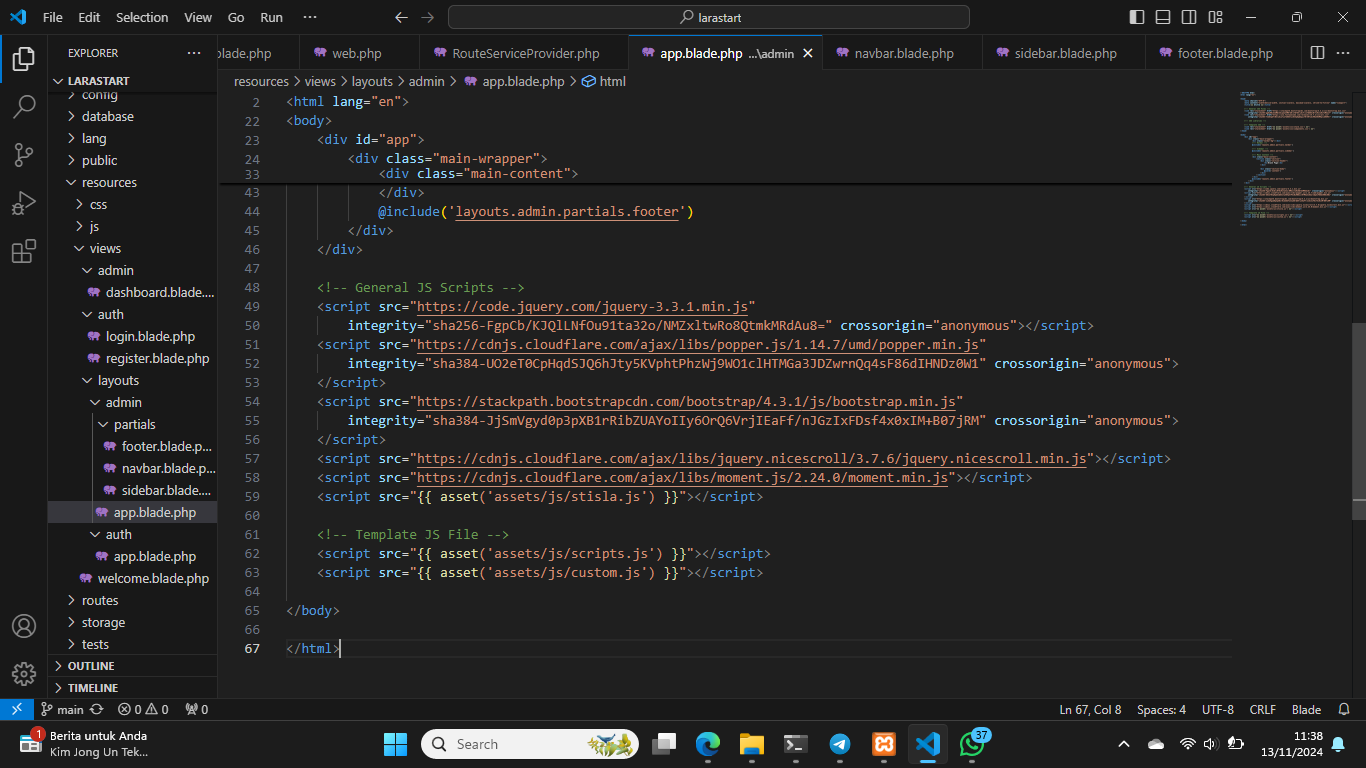 File Edit Selection View Go Run ··· larastart
EXPLORER ···
LARASTART
config
database
lang
public
resources
css
js
views
admin
dashboard.blade....
auth
login.blade.php
register.blade.php
layouts
admin
partials
footer.blade.p...
navbar.blade.p...
sidebar.blade....
app.blade.php
auth
app.blade.php
welcome.blade.php
routes
storage
tests
OUTLINE
TIMELINE
blade.php web.php RouteServiceProvider.php app.blade.php ...\admin navbar.blade.php sidebar.blade.php footer.blade.php ···
resources > views > layouts > admin > app.blade.php > html
2 <html lang="en">
22 <body>
23 <div id="app">
24 <div class="main-wrapper">
33 <div class="main-content">
43 </div>
44 @include('layouts.admin.partials.footer')
45 </div>
46 </div>
47
48 <!-- General JS Scripts -->
49 <script src="https://code.jquery.com/jquery-3.3.1.min.js"
50 integrity="sha256-FgpCb/KJQlLNfOu91ta32o/NMZxltwRo8QtmkMRdAu8=" crossorigin="anonymous"></script>
51 <script src="https://cdnjs.cloudflare.com/ajax/libs/popper.js/1.14.7/umd/popper.min.js"
52 integrity="sha384-UO2eT0CpHqdSJQ6hJty5KVphtPhzWj9WO1clHTMGa3JDZwrnQq4sF86dIHNDz0W1" crossorigin="anonymous">
53 </script>
54 <script src="https://stackpath.bootstrapcdn.com/bootstrap/4.3.1/js/bootstrap.min.js"
55 integrity="sha384-JjSmVgyd0p3pXB1rRibZUAYoIIy6OrQ6VrjIEaFf/nJGzIxFDsf4x0xIM+B07jRM" crossorigin="anonymous">
56 </script>
57 <script src="https://cdnjs.cloudflare.com/ajax/libs/jquery.nicescroll/3.7.6/jquery.nicescroll.min.js"></script>
58 <script src="https://cdnjs.cloudflare.com/ajax/libs/moment.js/2.24.0/moment.min.js"></script>
59 <script src="{{ asset('assets/js/stisla.js') }}"></script>
60
61 <!-- Template JS File -->
62 <script src="{{ asset('assets/js/scripts.js') }}"></script>
63 <script src="{{ asset('assets/js/custom.js') }}"></script>
64
65 </body>
66
67 </html>
main 0 0 0 Ln 67, Col 8 Spaces: 4 UTF-8 CRLF Blade
1 Berita untuk Anda
Kim Jong Un Tek...
Search
37
11:38
13/11/2024